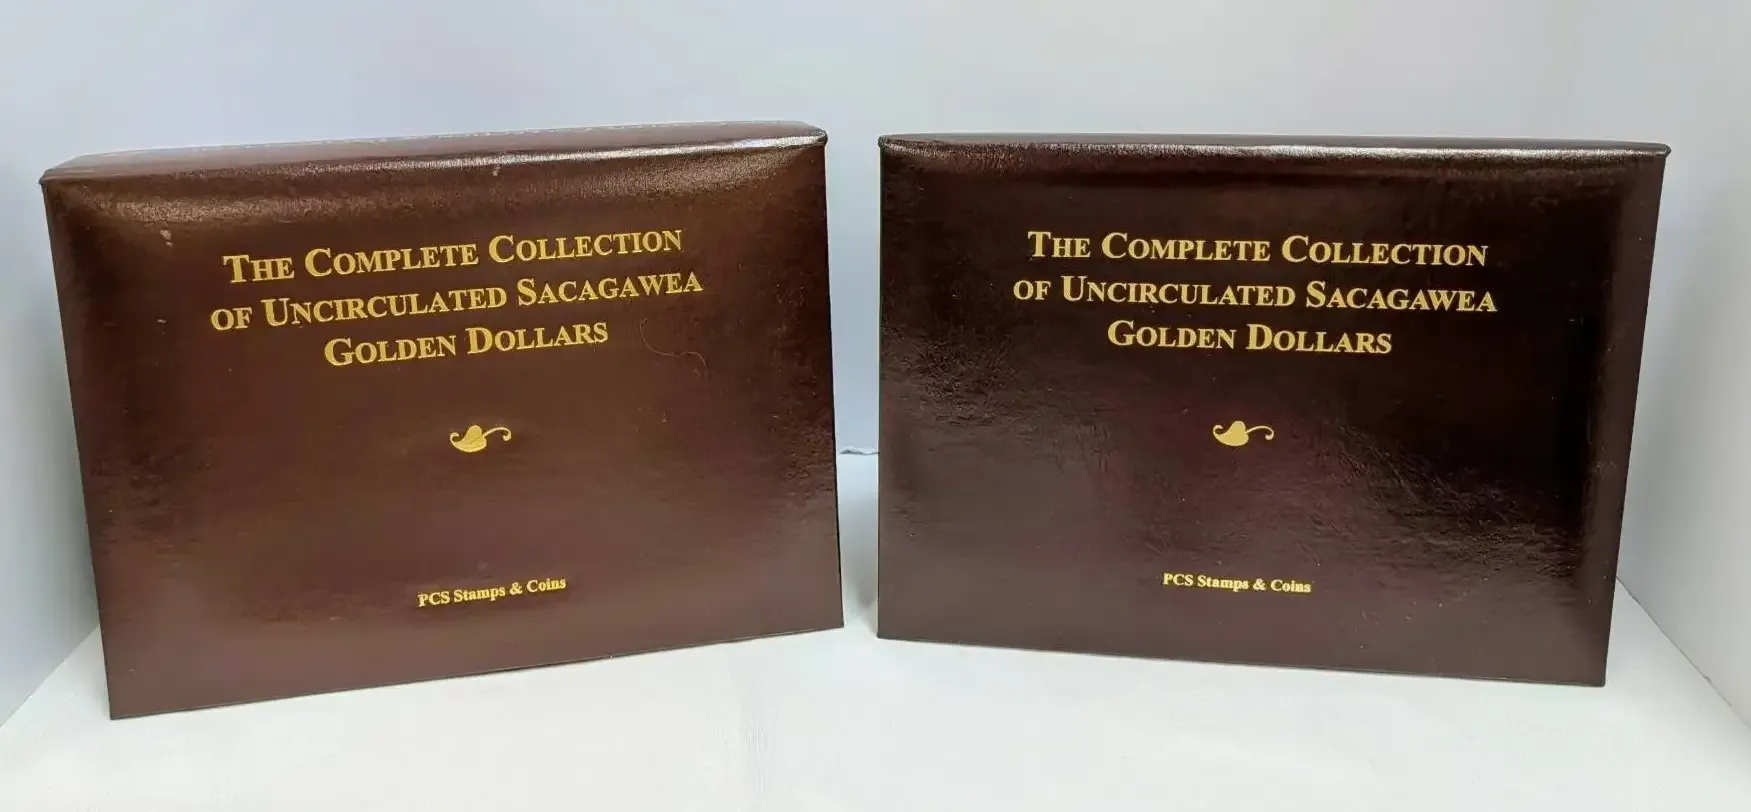 THE COMPLETE COLLECTION
OF UNCIRCULATED SACAGAWEA
GOLDEN DOLLARS
PCS Stamps & Coins
THE COMPLETE COLLECTION
OF UNCIRCULATED SACAGAWEA
GOLDEN DOLLARS
PCS Stamps & Coins